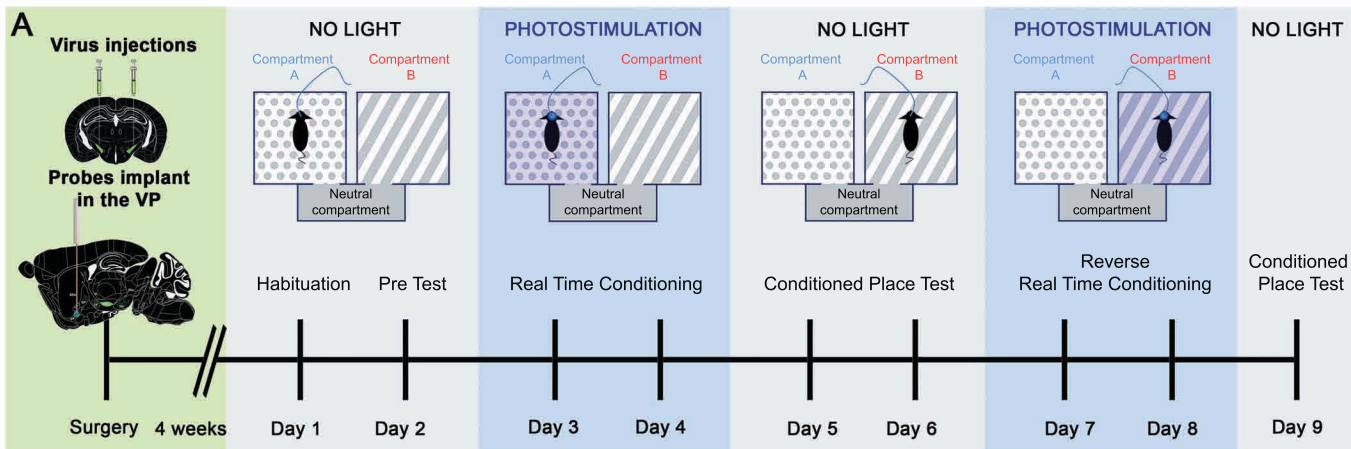 A
Virus injections
Probes implant
in the VP
NO LIGHT
Compartment
A
Compartment
B
Neutral
compartment
Habituation
Pre Test
PHOTOSTIMULATION
Compartment
A
Compartment
B
Neutral
compartment
Real Time Conditioning
NO LIGHT
Compartment
A
Compartment
B
Neutral
compartment
Conditioned Place Test
PHOTOSTIMULATION
Compartment
A
Compartment
B
Neutral
compartment
Reverse
Real Time Conditioning
NO LIGHT
Conditioned
Place Test
Surgery
4 weeks
Day 1
Day 2
Day 3
Day 4
Day 5
Day 6
Day 7
Day 8
Day 9